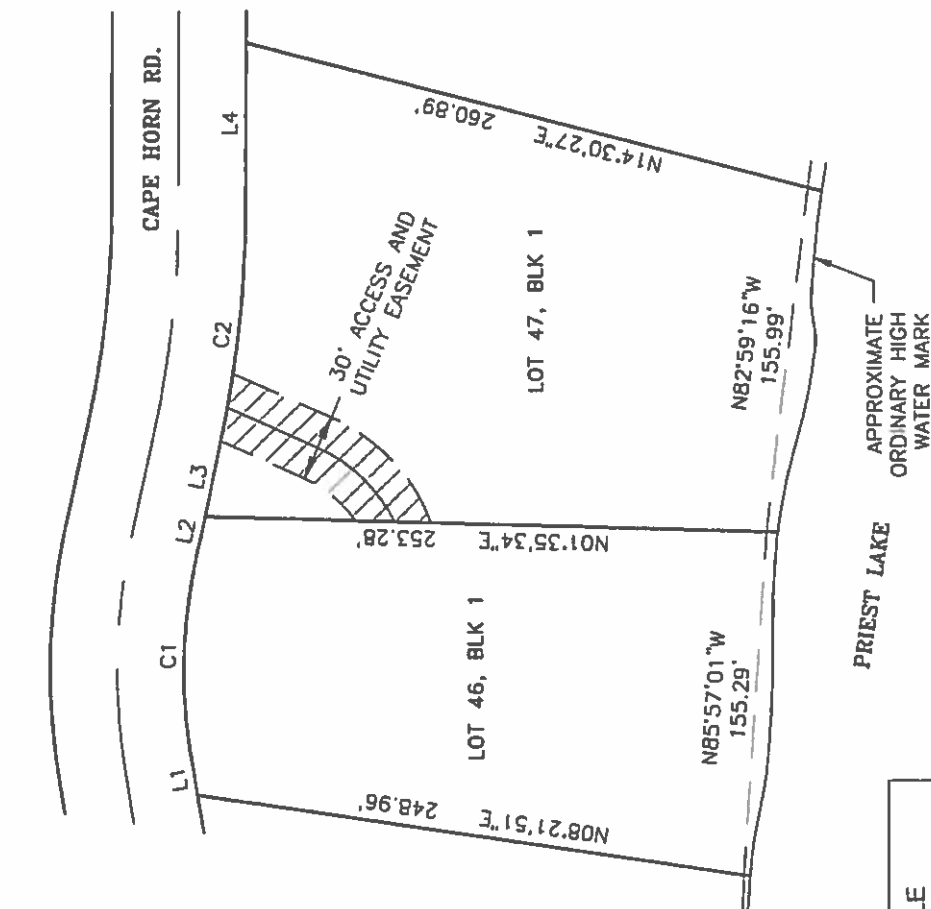 CAPE HORN RD.
L4
C2
L3
L2
C1
L1
30' ACCESS AND
UTILITY EASEMENT
260.89'
N14°30'27"E
LOT 47, BLK 1
N82°59'16"W
155.99'
253.28'
N01°35'34"E
LOT 46, BLK 1
N85°57'01"W
155.29'
248.96'
N08°21'51"E
APPROXIMATE
ORDINARY HIGH
WATER MARK
PRIEST LAKE
LE